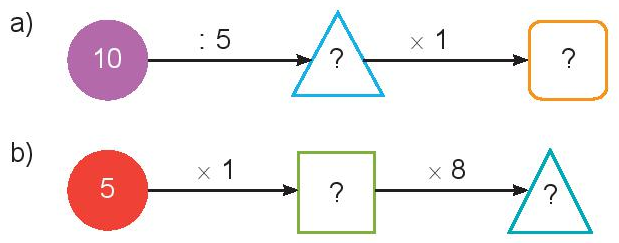 a) 10 : 5 ? × 1 ?
b) 5 × 1 ? × 8 ?